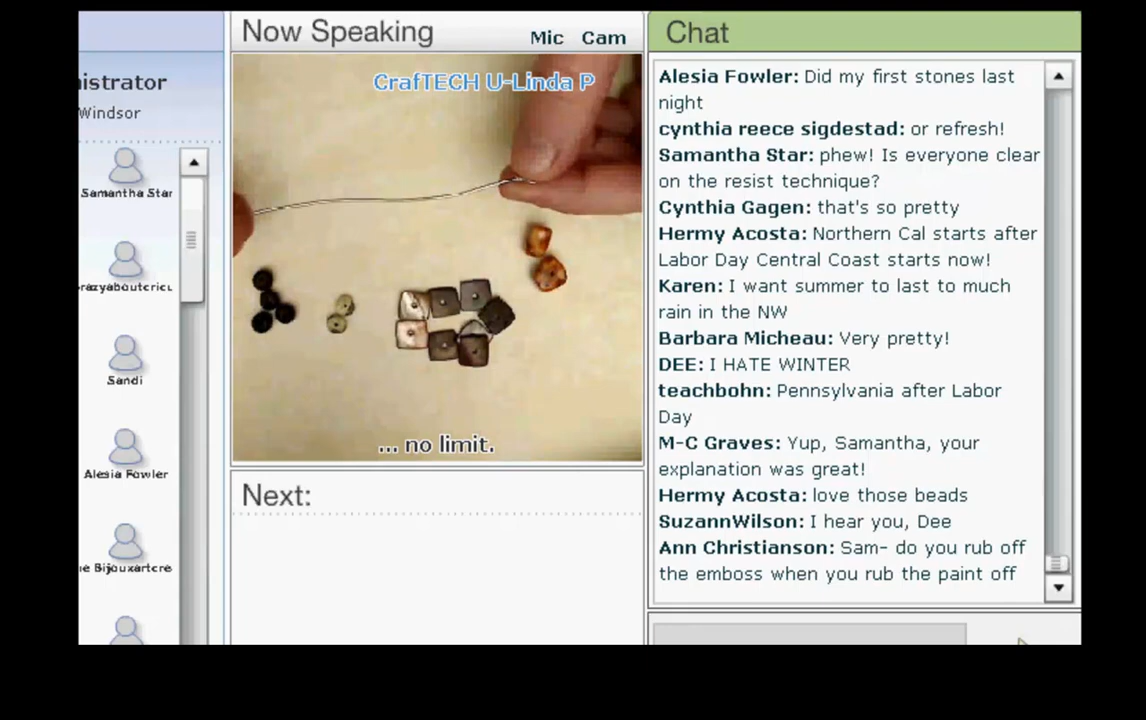 nistrator
Windsor
Samantha Star
razyaboutcricu
Sandi
Alesia Fowler
e Bijouxartcre
Now Speaking
Mic Cam
CrafTECH U-Linda P
... no limit.
Next:
Chat
Alesia Fowler: Did my first stones last
night
cynthia reece sigdestad: or refresh!
Samantha Star: phew! Is everyone clear
on the resist technique?
Cynthia Gagen: that's so pretty
Hermy Acosta: Northern Cal starts after
Labor Day Central Coast starts now!
Karen: I want summer to last to much
rain in the NW
Barbara Micheau: Very pretty!
DEE: I HATE WINTER
teachbohn: Pennsylvania after Labor
Day
M-C Graves: Yup, Samantha, your
explanation was great!
Hermy Acosta: love those beads
SuzannWilson: I hear you, Dee
Ann Christianson: Sam- do you rub off
the emboss when you rub the paint off